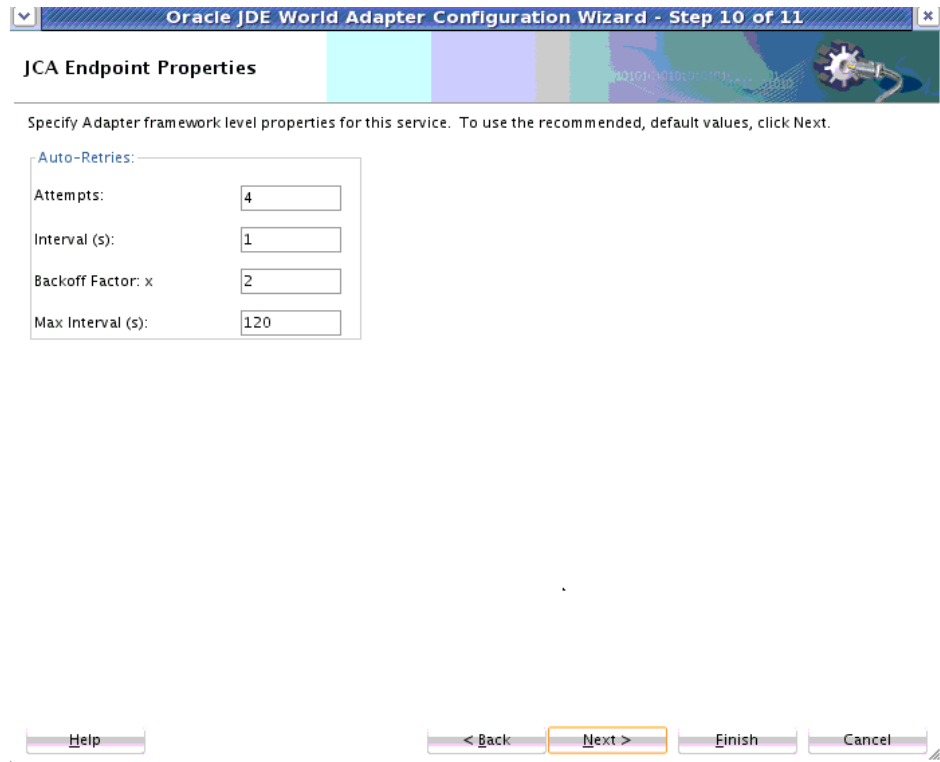 Oracle JDE World Adapter Configuration Wizard - Step 10 of 11
JCA Endpoint Properties
Specify Adapter framework level properties for this service.  To use the recommended, default values, click Next.
Auto-Retries:
Attempts: 4
Interval (s): 1
Backoff Factor: x 2
Max Interval (s): 120
Help < Back Next > Finish Cancel